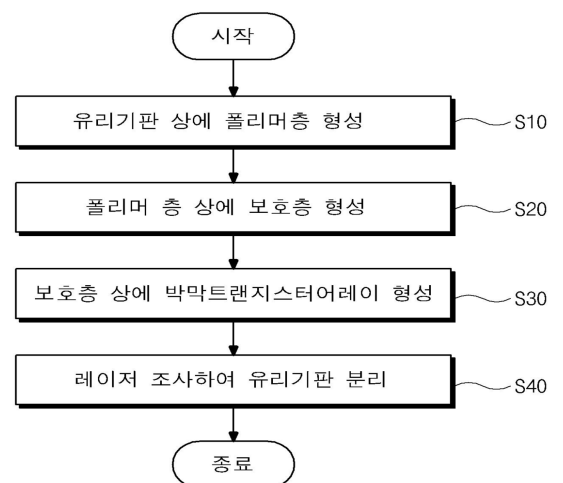 시작
유리기판 상에 폴리머층 형성
S10
폴리머 층 상에 보호층 형성
S20
보호층 상에 박막트랜지스터어레이 형성
S30
레이저 조사하여 유리기판 분리
S40
종료